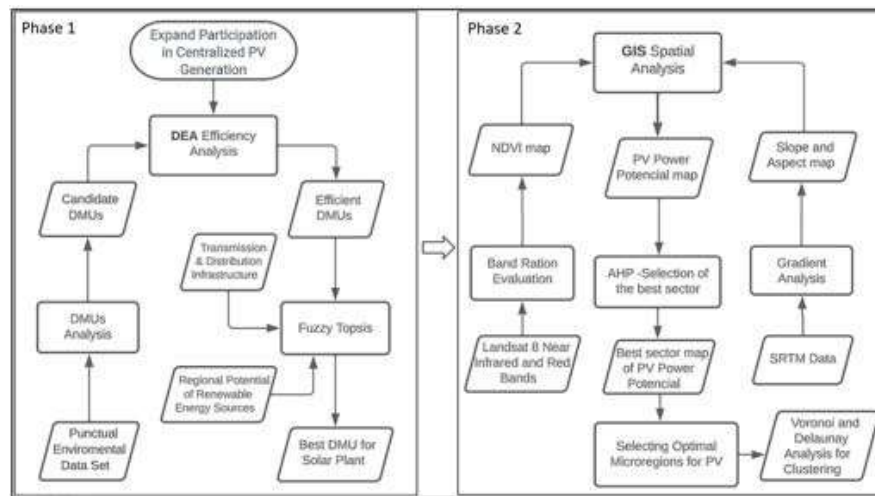 Phase 1
Expand Participation
in Centralized PV
Generation
DEA Efficiency
Analysis
Candidate
DMUs
Efficient
DMUs
Transmission
& Distribution
Infrastructure
DMUs
Analysis
Fuzzy Topsis
Regional Potential
of Renewable
Energy Sources
Punctual
Enviromental
Data Set
Best DMU for
Solar Plant
Phase 2
GIS Spatial
Analysis
NDVI map
PV Power
Potencial map
Slope and
Aspect map
Band Ration
Evaluation
AHP -Selection of
the best sector
Gradient
Analysis
Landsat 8 Near
Infrared and Red
Bands
Best sector map
of PV Power
Potencial
SRTM Data
Selecting Optimal
Microregions for PV
Voronoi and
Delaunay
Analysis for
Clustering